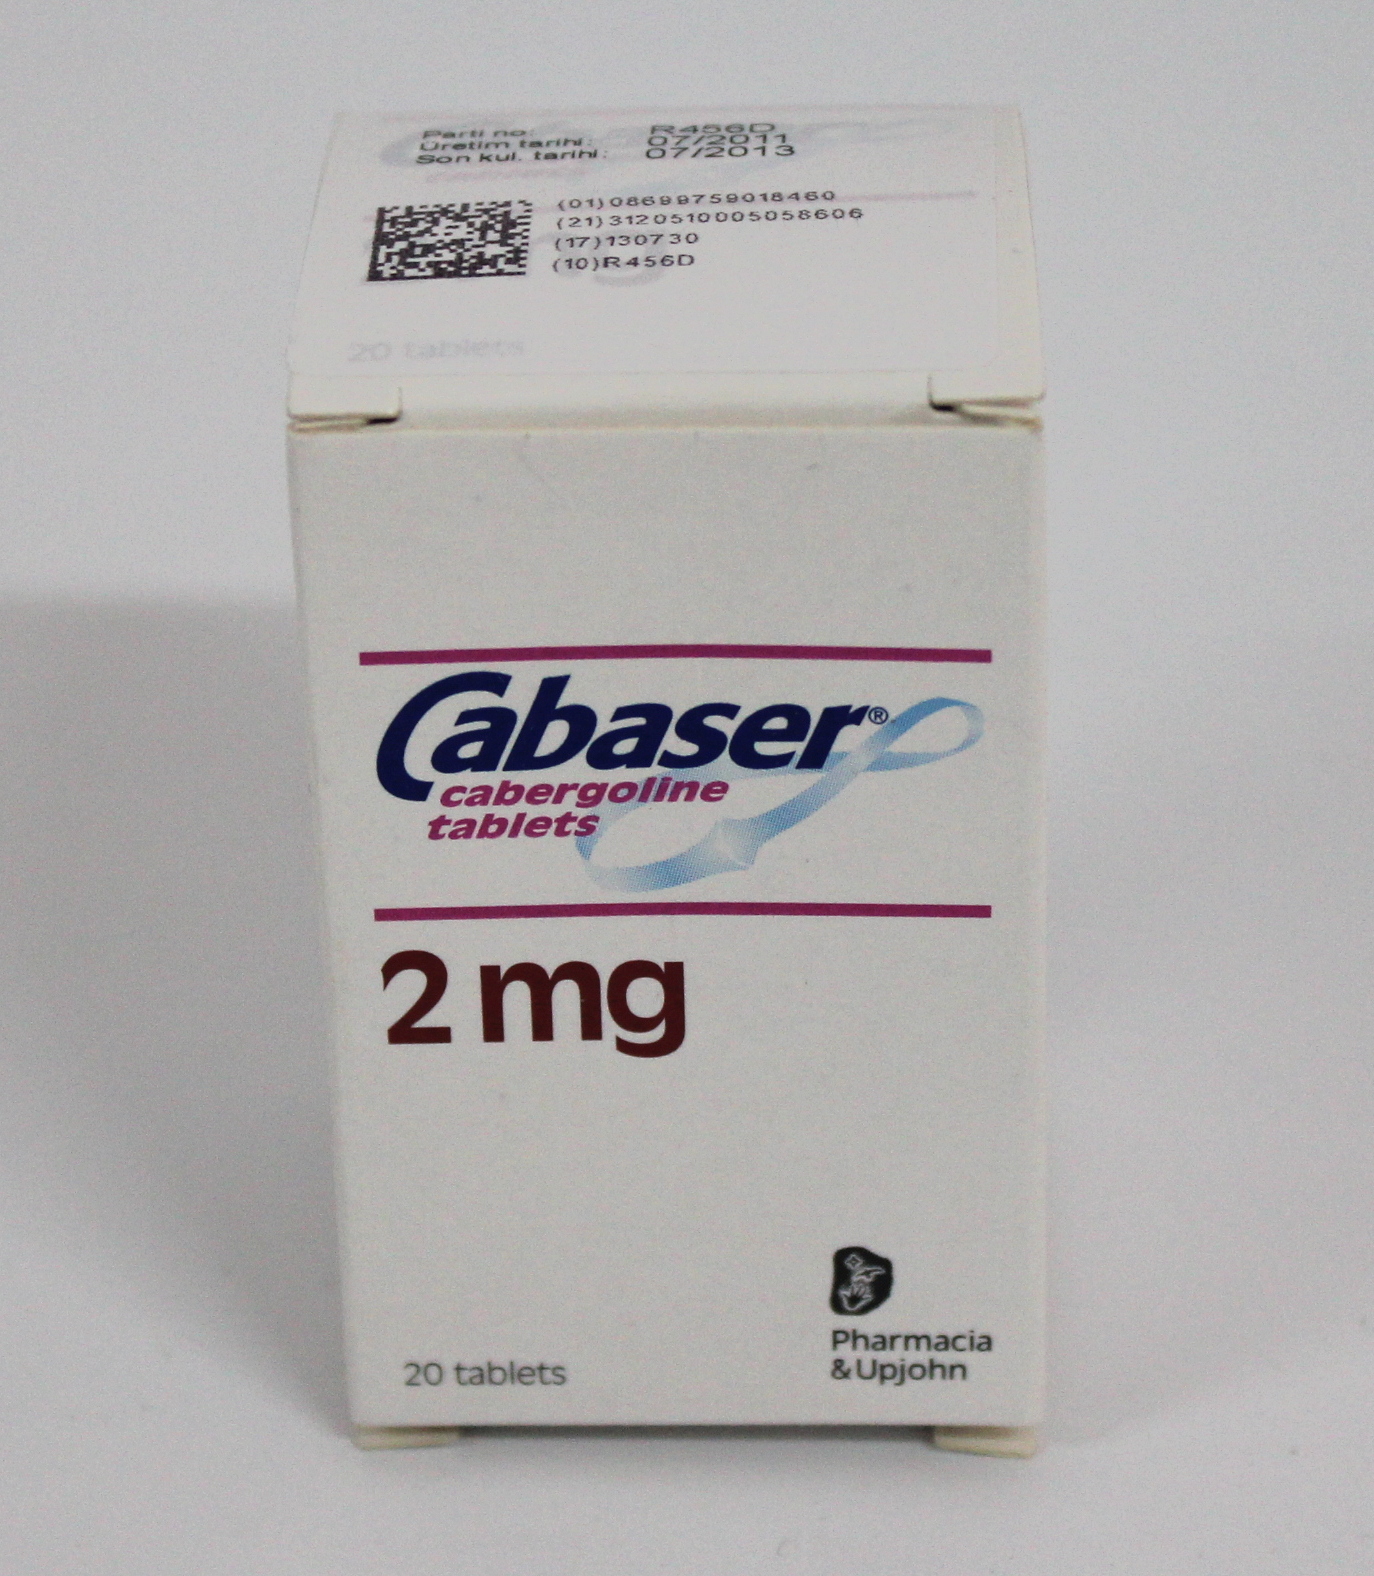 Parti no: R456D
Üretim tarihi: 07/2011
Son kul. tarihi: 07/2013
(01)08699759018460
(21)3120510005058606
(17)130730
(10)R456D
20 tablets
Cabaser®
cabergoline
tablets
2 mg
Pharmacia
&Upjohn
20 tablets